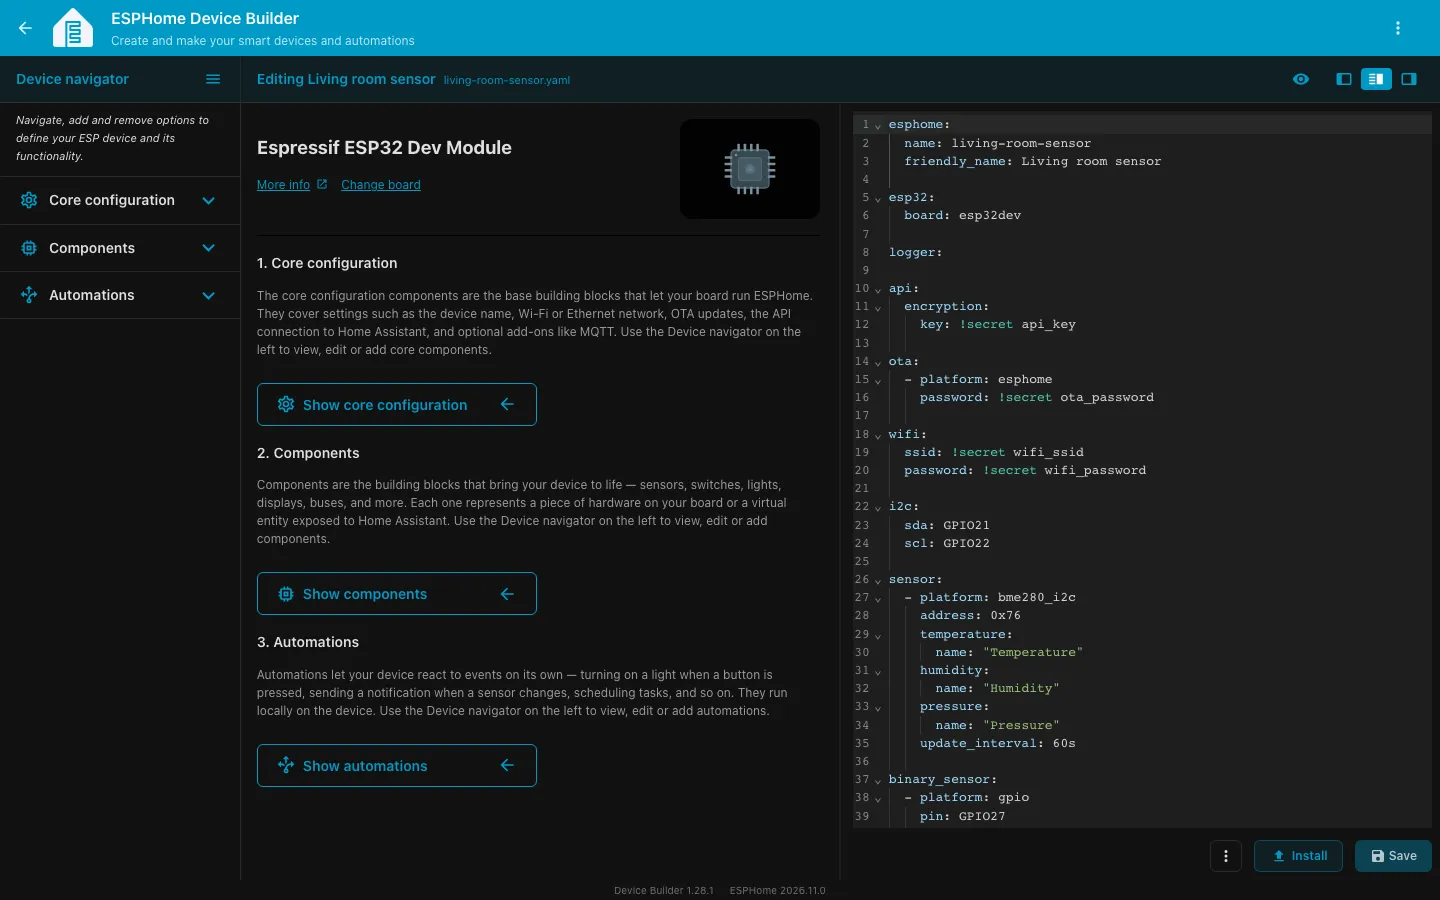 ESPHome Device Builder
Create and make your smart devices and automations
Device navigator
Editing Living room sensor living-room-sensor.yaml
Navigate, add and remove options to
define your ESP device and its
functionality.
Core configuration
Components
Automations
Espressif ESP32 Dev Module
More info Change board
1. Core configuration
The core configuration components are the base building blocks that let your board run ESPHome.
They cover settings such as the device name, Wi-Fi or Ethernet network, OTA updates, the API
connection to Home Assistant, and optional add-ons like MQTT. Use the Device navigator on the
left to view, edit or add core components.
Show core configuration
2. Components
Components are the building blocks that bring your device to life — sensors, switches, lights,
displays, buses, and more. Each one represents a piece of hardware on your board or a virtual
entity exposed to Home Assistant. Use the Device navigator on the left to view, edit or add
components.
Show components
3. Automations
Automations let your device react to events on its own — turning on a light when a button is
pressed, sending a notification when a sensor changes, scheduling tasks, and so on. They run
locally on the device. Use the Device navigator on the left to view, edit or add automations.
Show automations
1 esphome:
2 name: living-room-sensor
3 friendly_name: Living room sensor
4
5 esp32:
6 board: esp32dev
7
8 logger:
9
10 api:
11 encryption:
12 key: !secret api_key
13
14 ota:
15 - platform: esphome
16 password: !secret ota_password
17
18 wifi:
19 ssid: !secret wifi_ssid
20 password: !secret wifi_password
21
22 i2c:
23 sda: GPIO21
24 scl: GPIO22
25
26 sensor:
27 - platform: bme280_i2c
28 address: 0x76
29 temperature:
30 name: "Temperature"
31 humidity:
32 name: "Humidity"
33 pressure:
34 name: "Pressure"
35 update_interval: 60s
36
37 binary_sensor:
38 - platform: gpio
39 pin: GPIO27
Install
Save
Device Builder 1.28.1 ESPHome 2026.11.0